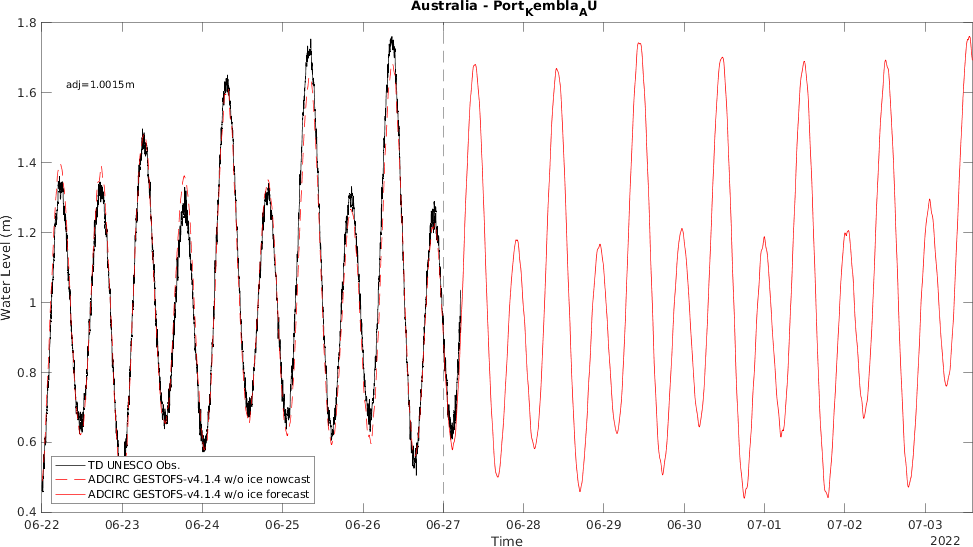 Australia - PortKemblaAU
1.8
adj=1.0015m
1.6
1.4
1.2
1
0.8
0.6
0.4
Water Level (m)
TD UNESCO Obs.
ADCIRC GESTOFS-v4.1.4 w/o ice nowcast
ADCIRC GESTOFS-v4.1.4 w/o ice forecast
06-22 06-23 06-24 06-25 06-26 06-27 06-28 06-29 06-30 07-01 07-02 07-03
Time
2022